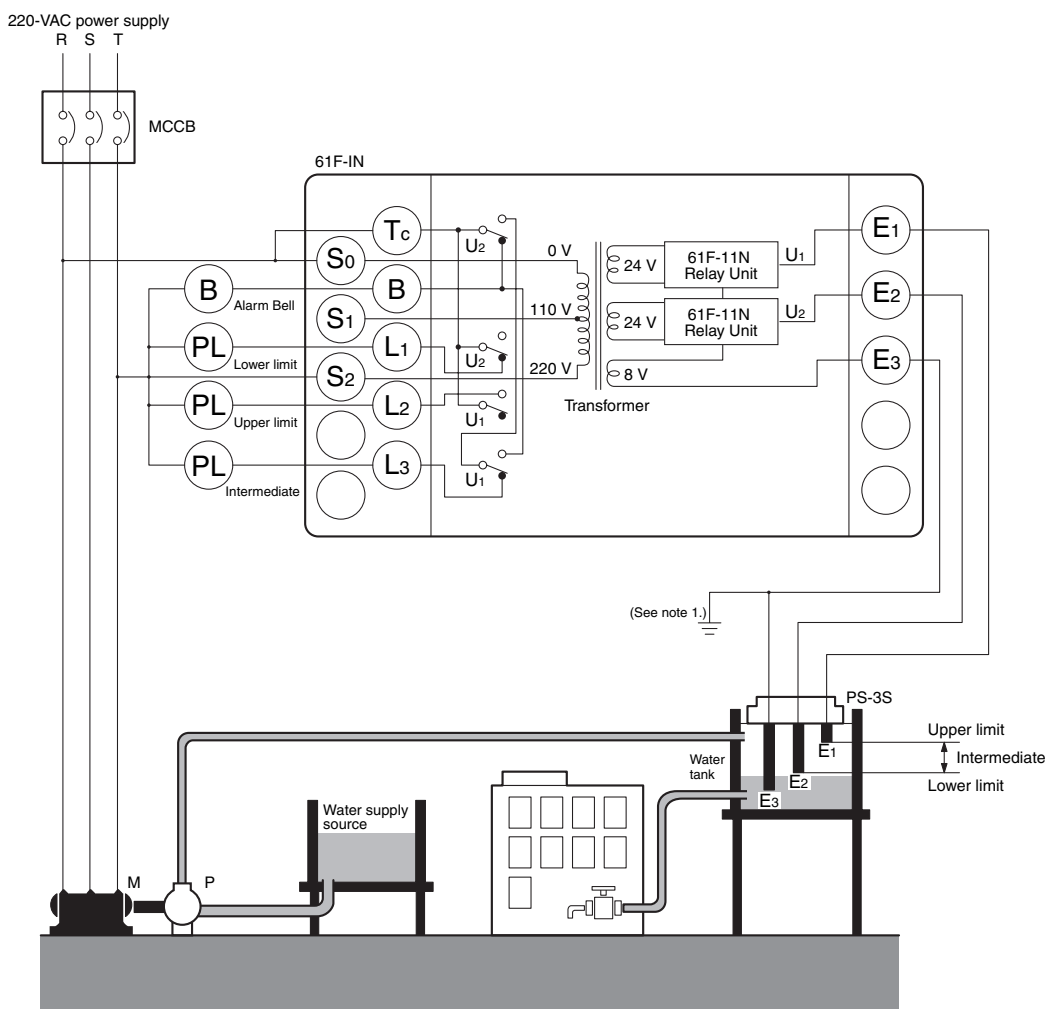 220-VAC power supply
R S T
MCCB
61F-IN
Tc
S0
U2
0 V
24 V
61F-11N
Relay Unit
U1
E1
B
Alarm Bell
B
S1
110 V
24 V
61F-11N
Relay Unit
U2
E2
PL
Lower limit
L1
U2
S2
220 V
8 V
E3
Transformer
PL
Upper limit
L2
U1
PL
Intermediate
L3
U1
(See note 1.)
PS-3S
Upper limit
Intermediate
Lower limit
Water
tank
E1
E2
E3
Water supply
source
M
P